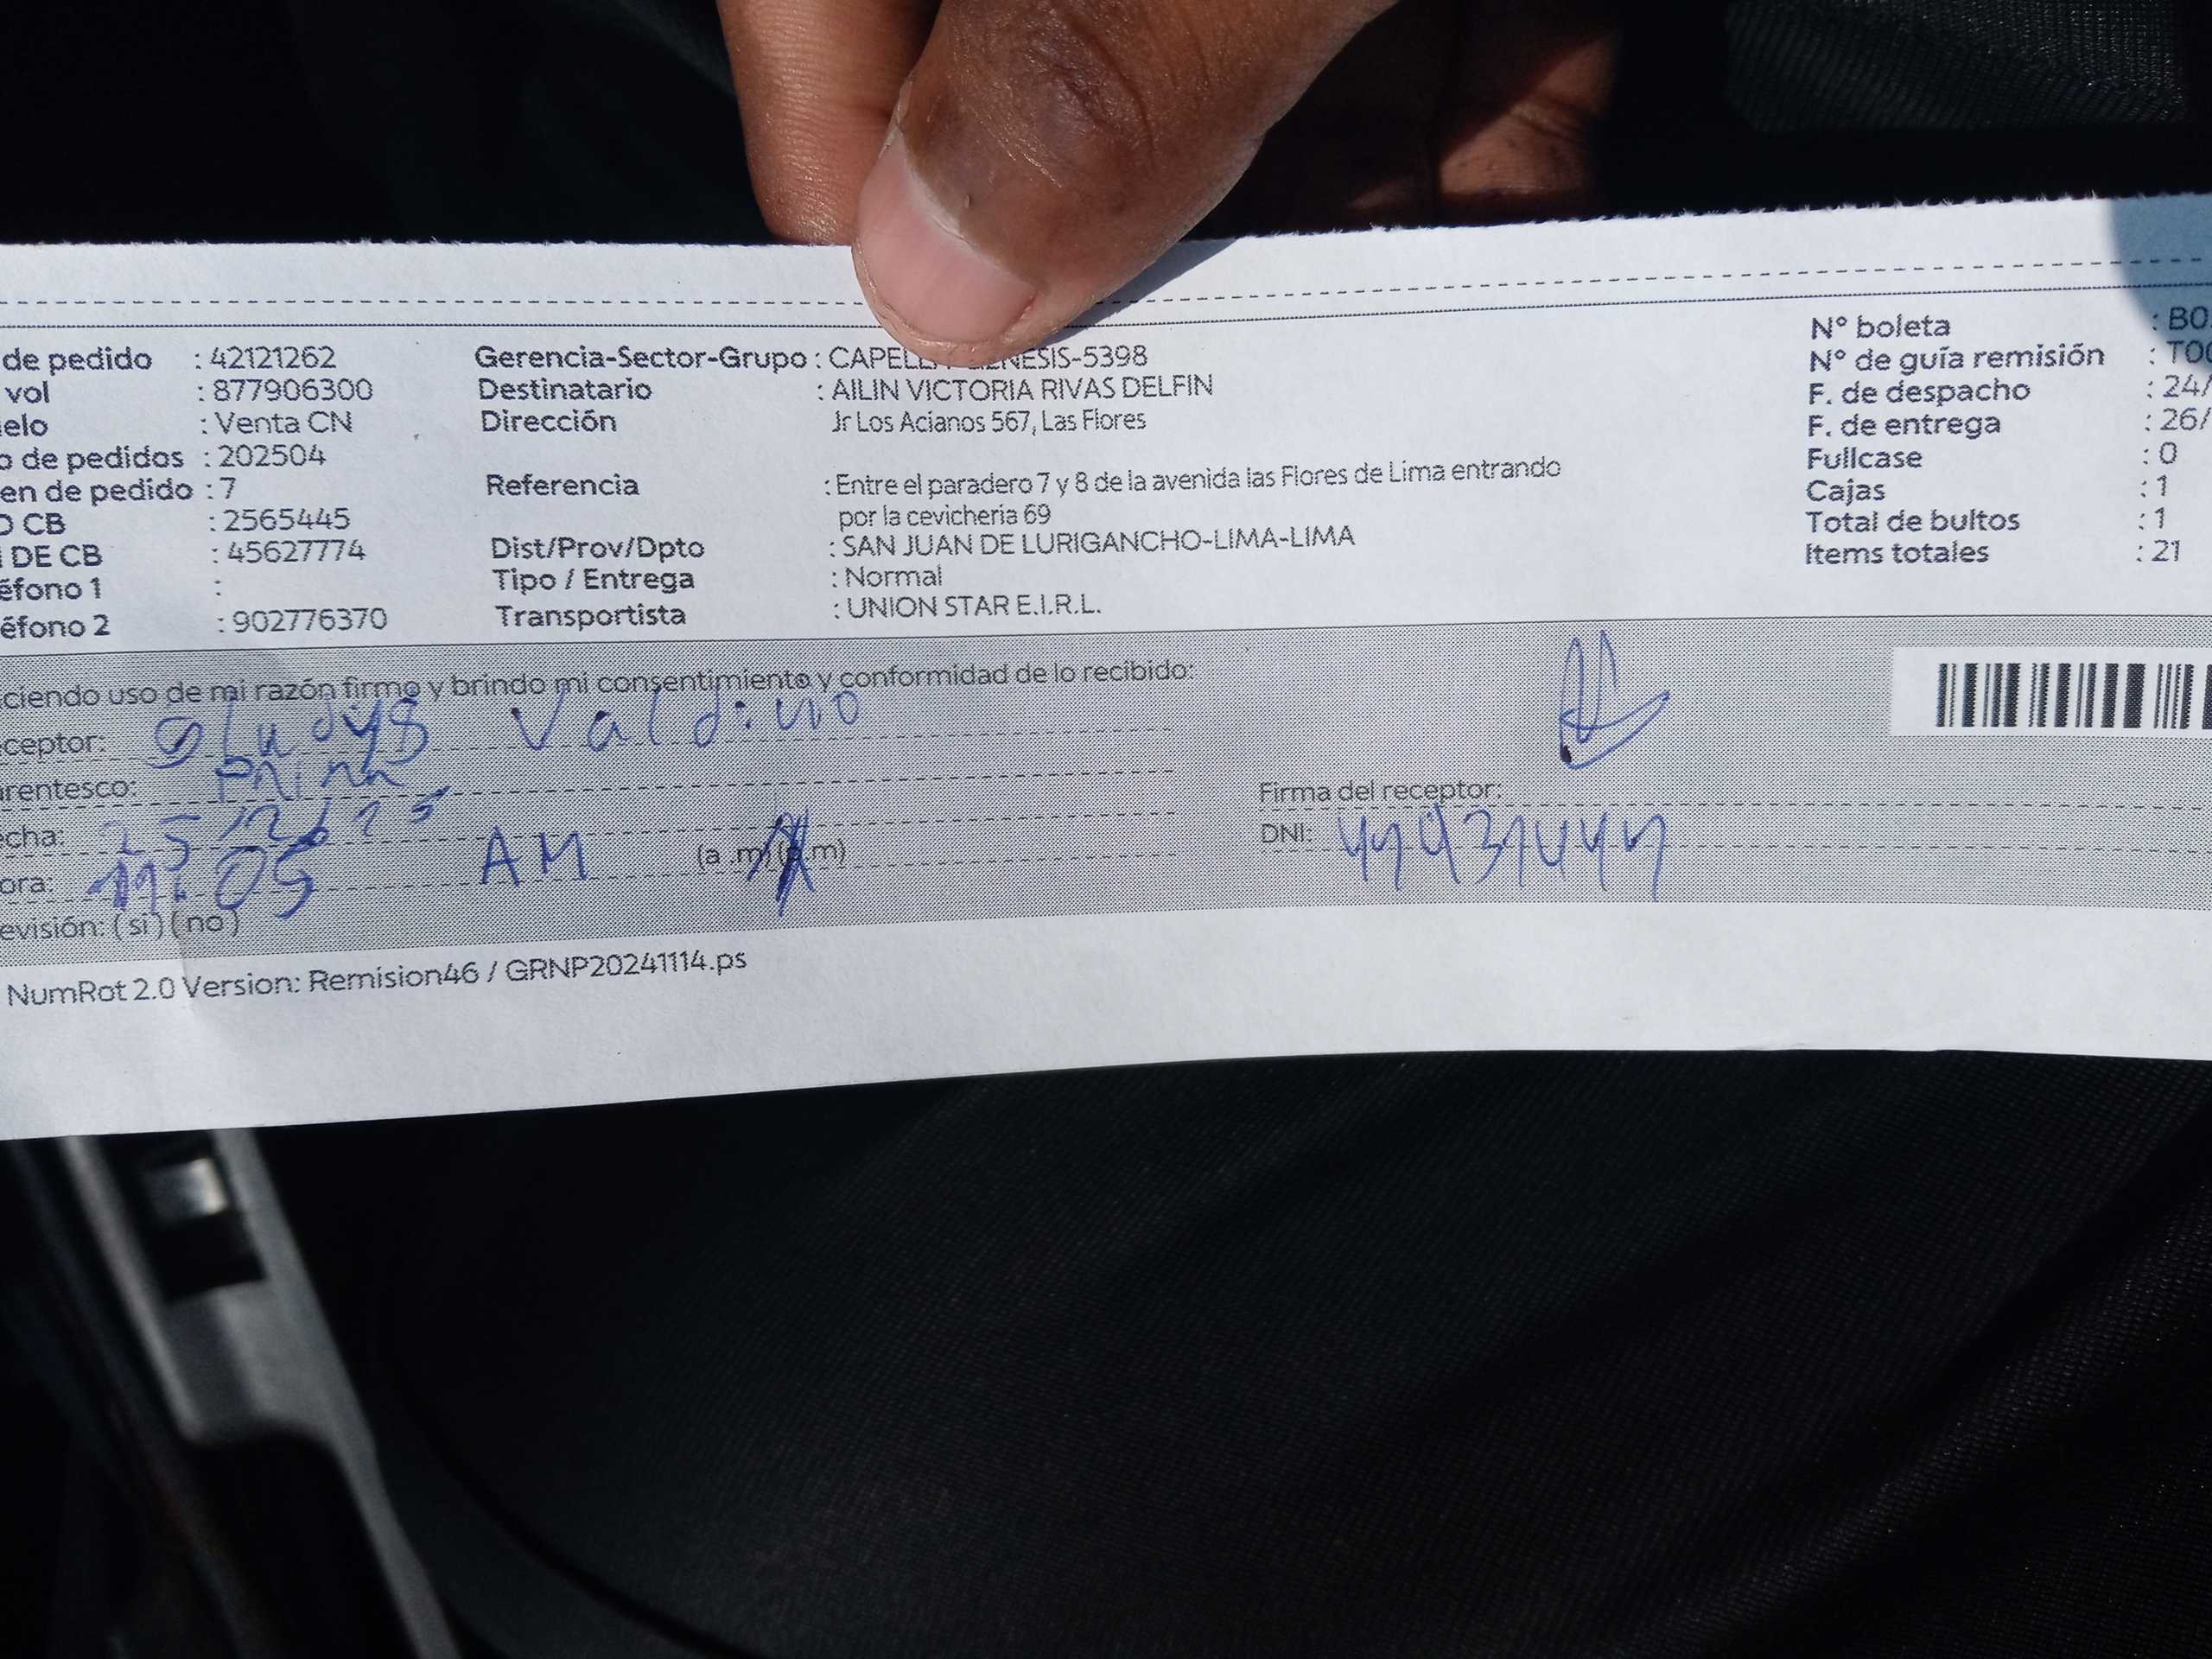 de pedido : 42121262
vol : 877906300
elo : Venta CN
de pedidos : 202504
en de pedido : 7
CB : 2565445
DE CB : 45627774
éfono 1 :
éfono 2 : 902776370
Gerencia-Sector-Grupo : CAPELL NESIS-5398
Destinatario : AILIN VICTORIA RIVAS DELFIN
Dirección Jr Los Acianos 567, Las Flores
Referencia : Entre el paradero 7 y 8 de la avenida las Flores de Lima entrando
por la cevicheria 69
Dist/Prov/Dpto : SAN JUAN DE LURIGANCHO-LIMA-LIMA
Tipo / Entrega : Normal
Transportista : UNION STAR E.I.R.L.
N° boleta : B0
N° de guía remisión : T00
F. de despacho : 24/
F. de entrega : 26/
Fullcase : 0
Cajas : 1
Total de bultos : 1
Items totales : 21
ciendo uso de mi razón firmo y brindo mi consentimiento y conformidad de lo recibido:
ceptor: Gladys
rentesco:
echa:
ora: 11:05 AM (a .m) (p.m)
evisión: (si) (no)
Firma del receptor:
DNI:
NumRot 2.0 Version: Remision46 / GRNP20241114.ps